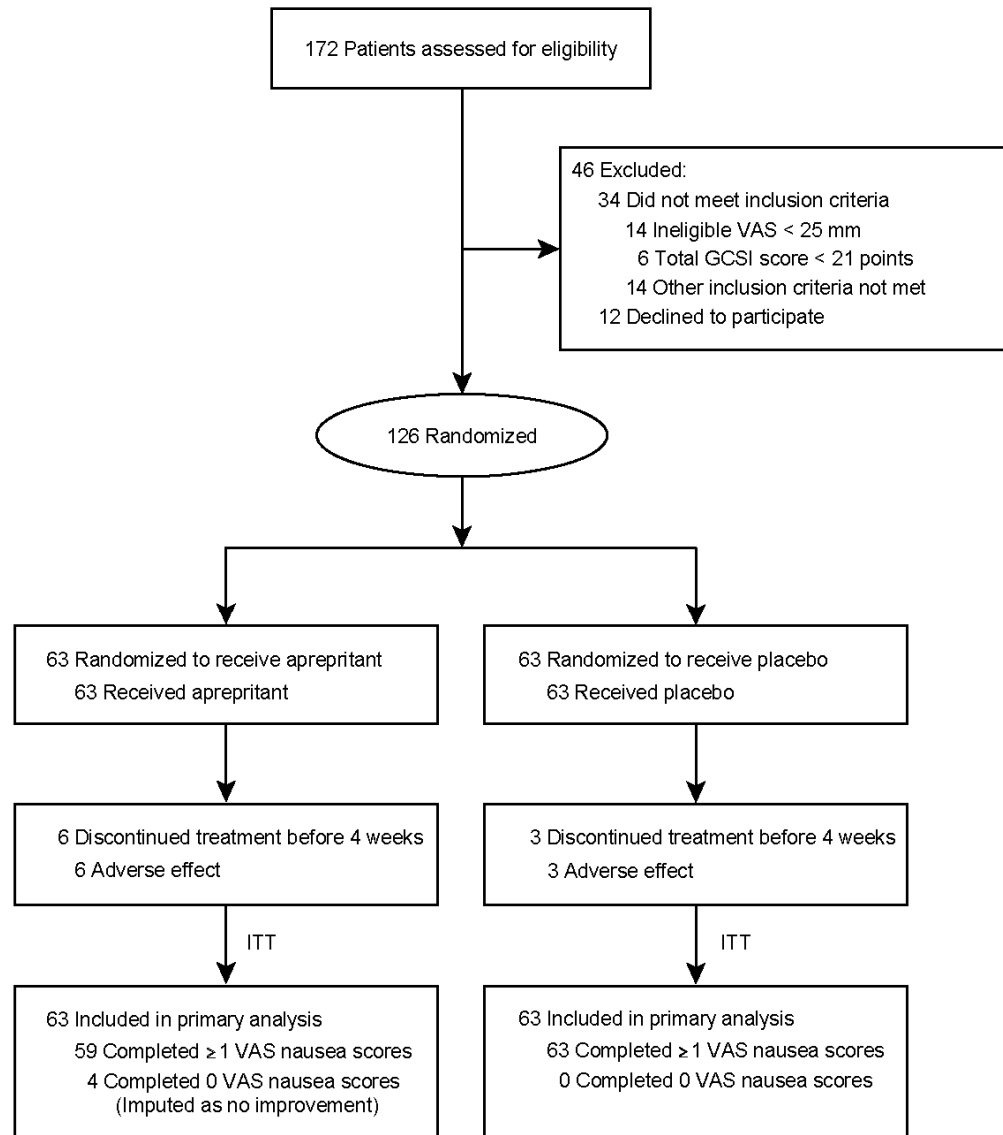 172 Patients assessed for eligibility
46 Excluded:
34 Did not meet inclusion criteria
14 Ineligible VAS < 25 mm
6 Total GCSI score < 21 points
14 Other inclusion criteria not met
12 Declined to participate
126 Randomized
63 Randomized to receive aprepritant
63 Received aprepritant
63 Randomized to receive placebo
63 Received placebo
6 Discontinued treatment before 4 weeks
6 Adverse effect
3 Discontinued treatment before 4 weeks
3 Adverse effect
ITT
ITT
63 Included in primary analysis
59 Completed ≥ 1 VAS nausea scores
4 Completed 0 VAS nausea scores
(Imputed as no improvement)
63 Included in primary analysis
63 Completed ≥ 1 VAS nausea scores
0 Completed 0 VAS nausea scores